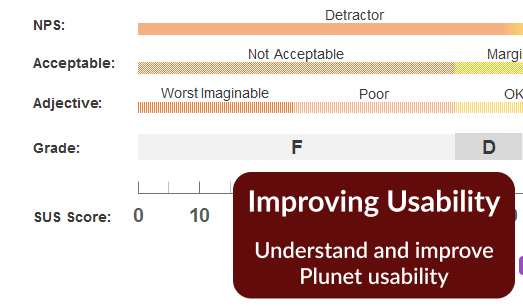 NPS: Detractor
Acceptable: Not Acceptable
Adjective: Worst Imaginable Poor OK
Grade: F D
SUS Score: 0 10
Improving Usability
Understand and improve
Plunet usability